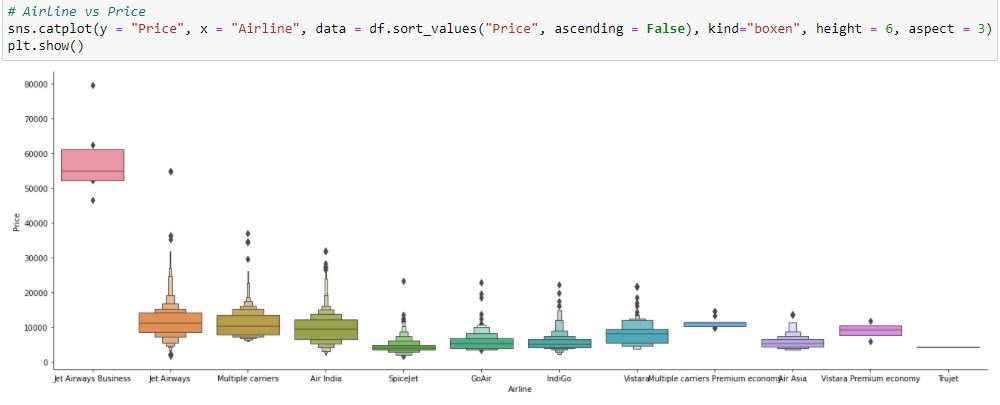 # Airline vs Price
sns.catplot(y = "Price", x = "Airline", data = df.sort_values("Price", ascending = False), kind="boxen", height = 6, aspect = 3)
plt.show()
80000
70000
60000
50000
40000
30000
20000
10000
0
Price
Jet Airways Business Jet Airways Multiple carriers Air India SpiceJet GoAir IndiGo Vistara Multiple carriers Premium economy Air Asia Vistara Premium economy Trujet
Airline